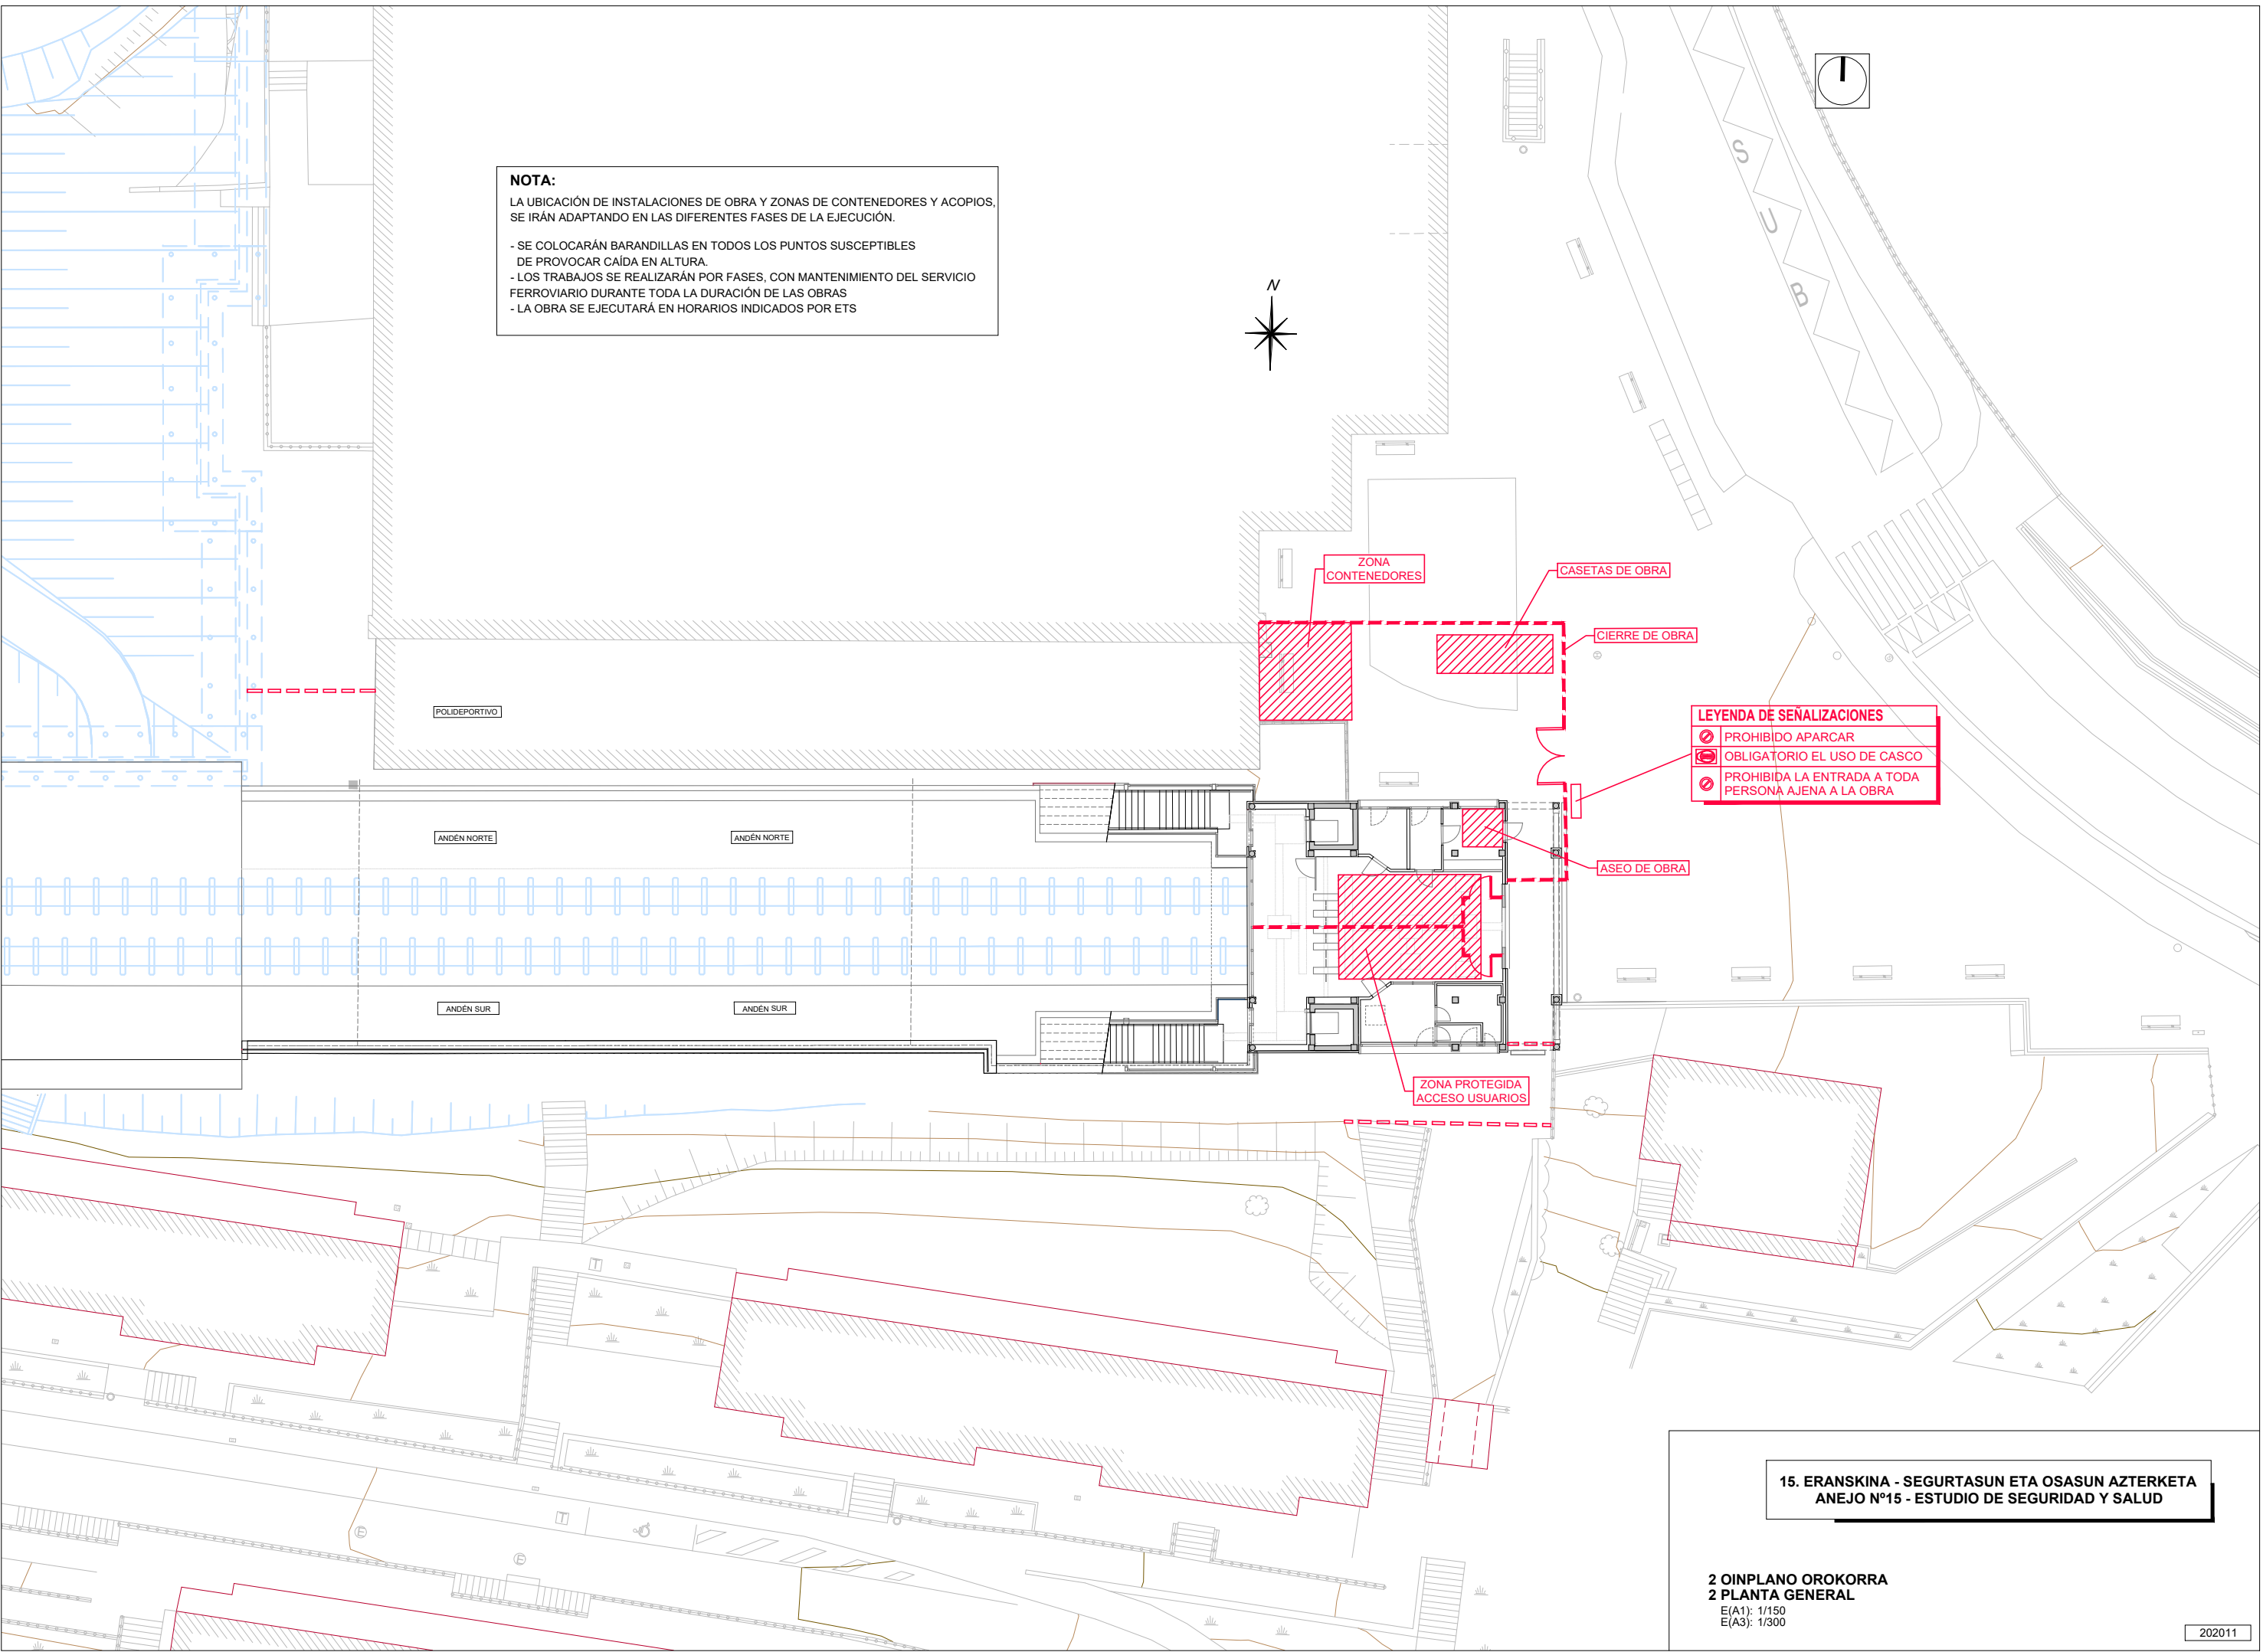 NOTA:
LA UBICACIÓN DE INSTALACIONES DE OBRA Y ZONAS DE CONTENEDORES Y ACOPIOS,
SE IRÁN ADAPTANDO EN LAS DIFERENTES FASES DE LA EJECUCIÓN.
- SE COLOCARÁN BARANDILLAS EN TODOS LOS PUNTOS SUSCEPTIBLES
DE PROVOCAR CAÍDA EN ALTURA.
- LOS TRABAJOS SE REALIZARÁN POR FASES, CON MANTENIMIENTO DEL SERVICIO
FERROVIARIO DURANTE TODA LA DURACIÓN DE LAS OBRAS
- LA OBRA SE EJECUTARÁ EN HORARIOS INDICADOS POR ETS
N
S
U
B
ZONA
CONTENEDORES
CASETAS DE OBRA
CIERRE DE OBRA
POLIDEPORTIVO
LEYENDA DE SEÑALIZACIONES
PROHIBIDO APARCAR
OBLIGATORIO EL USO DE CASCO
PROHIBIDA LA ENTRADA A TODA
PERSONA AJENA A LA OBRA
ANDÉN NORTE
ANDÉN NORTE
ASEO DE OBRA
ANDÉN SUR
ANDÉN SUR
ZONA PROTEGIDA
ACCESO USUARIOS
E
T
T
E
E
15. ERANSKINA - SEGURTASUN ETA OSASUN AZTERKETA
ANEJO Nº15 - ESTUDIO DE SEGURIDAD Y SALUD
2 OINPLANO OROKORRA
2 PLANTA GENERAL
E(A1): 1/150
E(A3): 1/300
202011